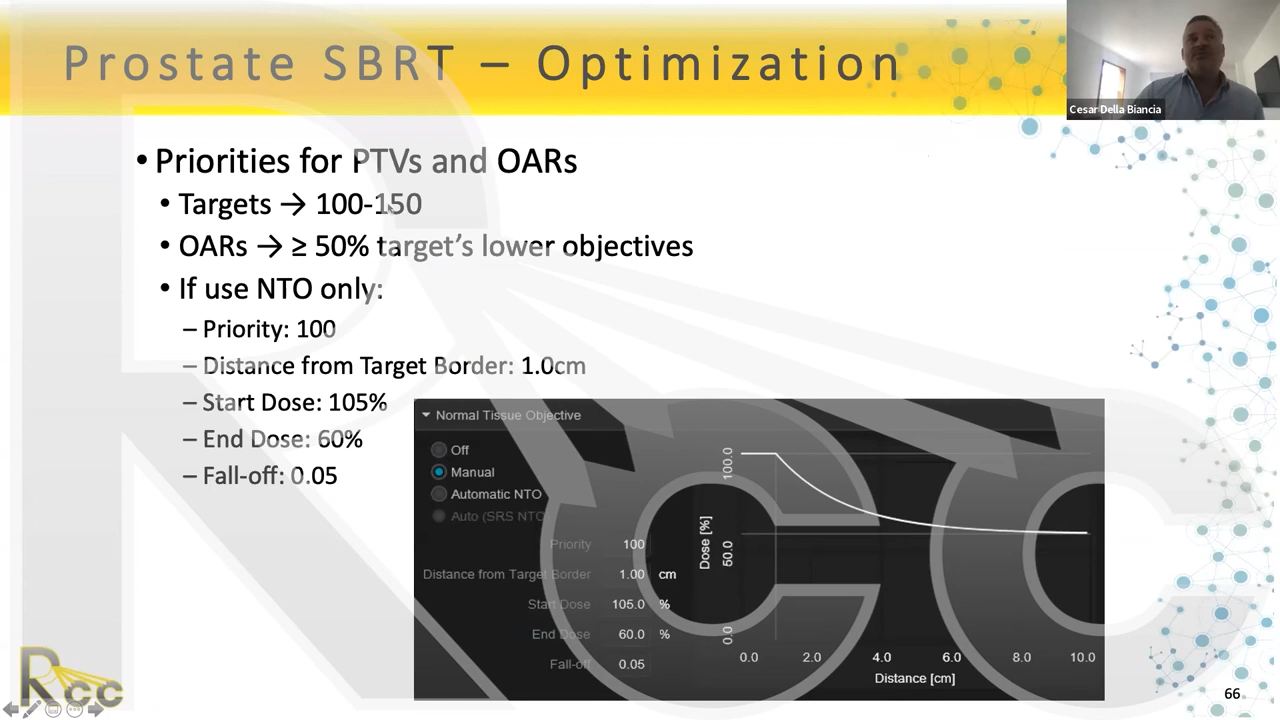 Prostate SBRT – Optimization
Cesar Della Biancia
• Priorities for PTVs and OARs
• Targets → 100-150
• OARs → ≥ 50% target’s lower objectives
• If use NTO only:
– Priority: 100
– Distance from Target Border: 1.0cm
– Start Dose: 105%
– End Dose: 60%
– Fall-off: 0.05
Normal Tissue Objective
Off
Manual
Automatic NTO
Auto (SRS NTO
Priority 100
Distance from Target Border 1.00 cm
Start Dose 105.0 %
End Dose 60.0 %
Fall-off 0.05
Dose [%]
100.0
50.0
0.0
0.0 2.0 4.0 6.0 8.0 10.0
Distance [cm]
Rcc
66